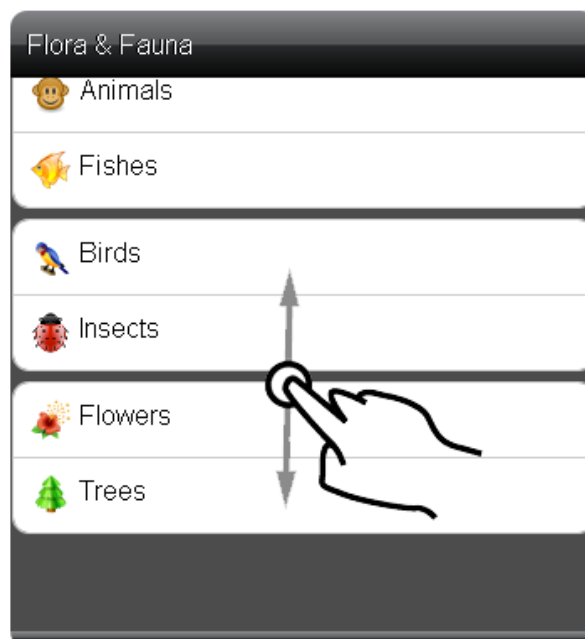 Flora & Fauna
Animals
Fishes
Birds
Insects
Flowers
Trees